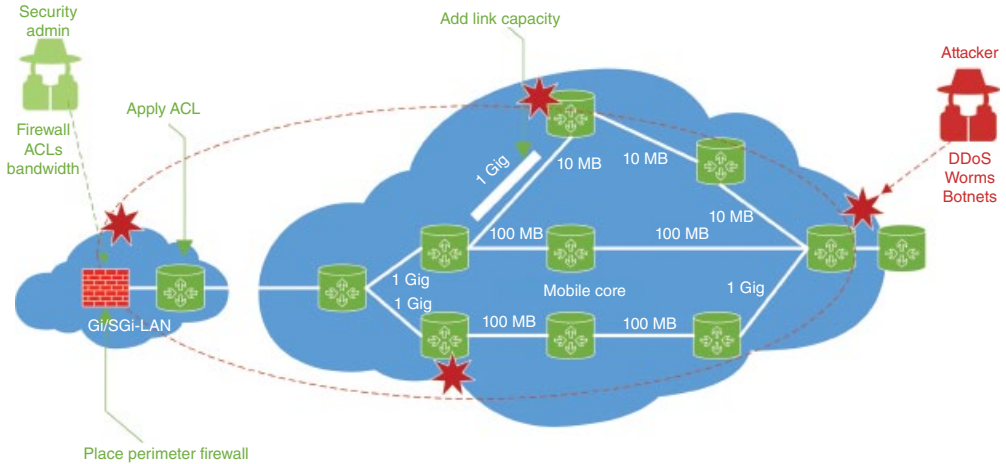 Security
admin
Add link capacity
Attacker
Apply ACL
Firewall
ACLs
bandwidth
DDoS
Worms
Botnets
1 Gig
10 MB
10 MB
10 MB
100 MB
100 MB
1 Gig
1 Gig
Mobile core
1 Gig
Gi/SGi-LAN
100 MB
100 MB
Place perimeter firewall